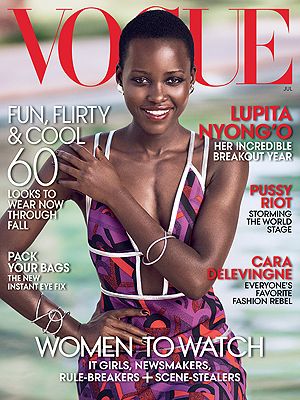 VOGUE
JUL
FUN, FLIRTY
& COOL
60
LOOKS TO
WEAR NOW
THROUGH
FALL
PACK
YOUR BAGS
THE NEW
INSTANT EYE FIX
LUPITA
NYONG'O
HER INCREDIBLE
BREAKOUT YEAR
PUSSY
RIOT
STORMING
THE WORLD
STAGE
CARA
DELEVINGNE
EVERYONE'S
FAVORITE
FASHION REBEL
WOMEN TO WATCH
IT GIRLS, NEWSMAKERS,
RULE-BREAKERS + SCENE-STEALERS